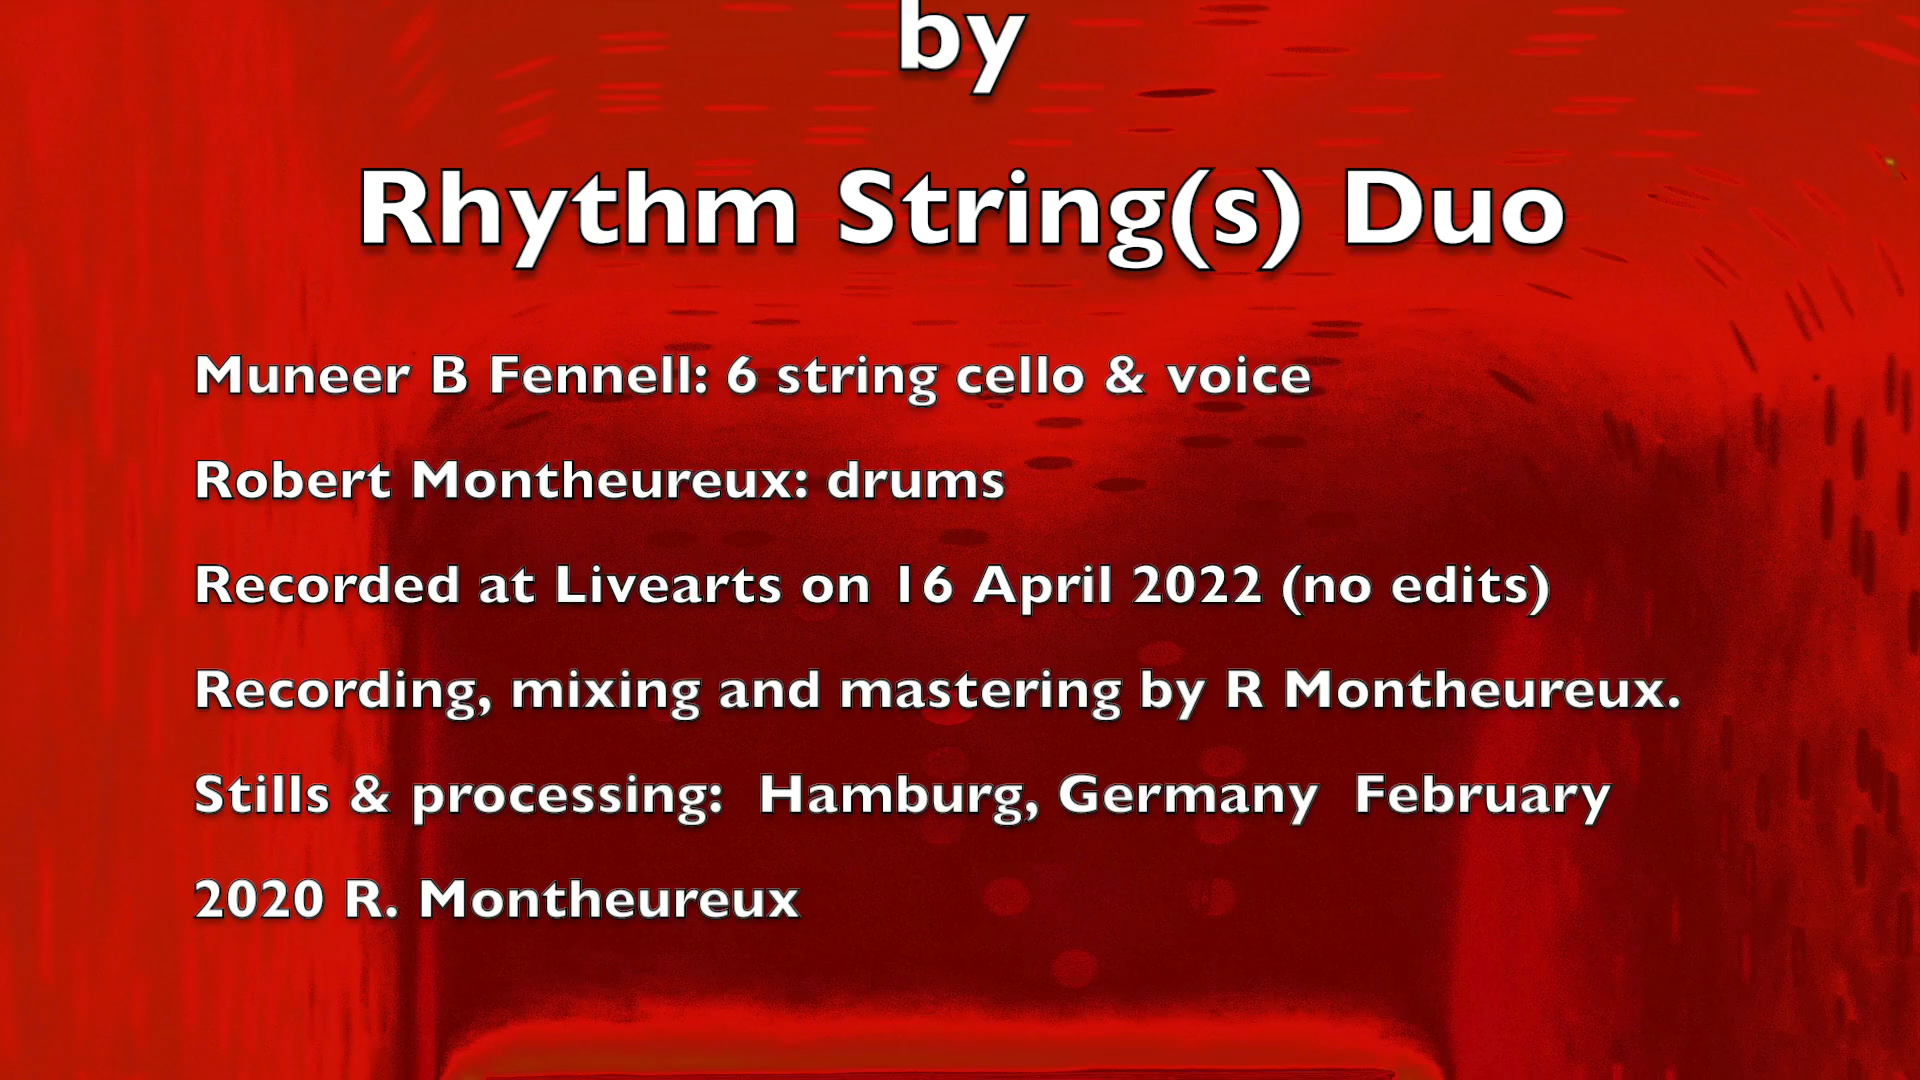 by
Rhythm String(s) Duo
Muneer B Fennell: 6 string cello & voice
Robert Montheureux: drums
Recorded at Livearts on 16 April 2022 (no edits)
Recording, mixing and mastering by R Montheureux.
Stills & processing:  Hamburg, Germany  February
2020 R. Montheureux